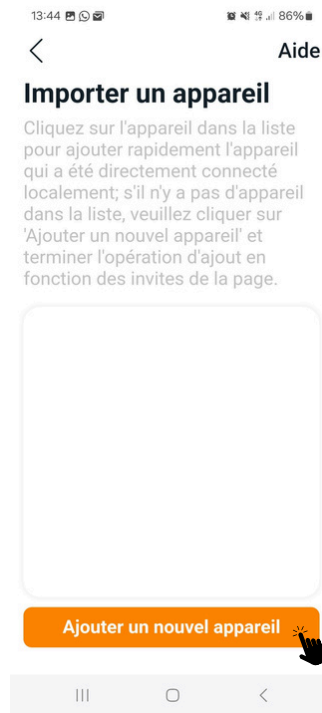 13:44 86%
Aide
Importer un appareil
Cliquez sur l'appareil dans la liste
pour ajouter rapidement l'appareil
qui a été directement connecté
localement; s'il n'y a pas d'appareil
dans la liste, veuillez cliquer sur
'Ajouter un nouvel appareil' et
terminer l'opération d'ajout en
fonction des invites de la page.
Ajouter un nouvel appareil